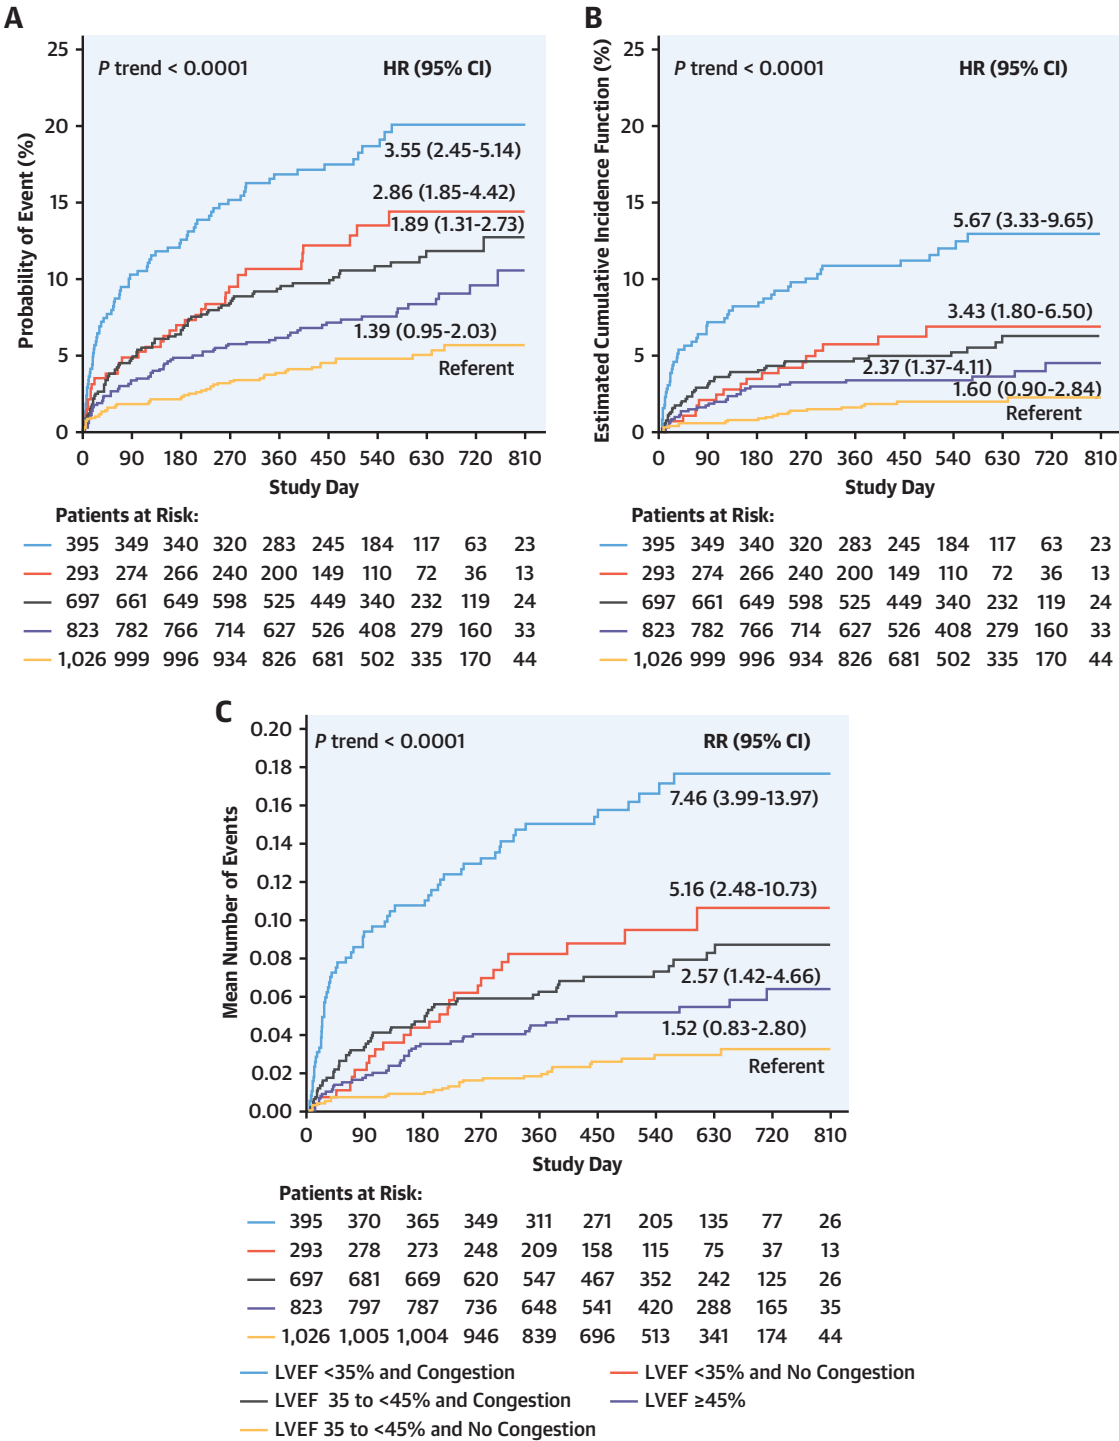 A
Probability of Event (%)
25
20
15
10
5
0
P trend < 0.0001
HR (95% CI)
3.55 (2.45-5.14)
2.86 (1.85-4.42)
1.89 (1.31-2.73)
1.39 (0.95-2.03)
Referent
0 90 180 270 360 450 540 630 720 810
Study Day
Patients at Risk:
395 349 340 320 283 245 184 117 63 23
293 274 266 240 200 149 110 72 36 13
697 661 649 598 525 449 340 232 119 24
823 782 766 714 627 526 408 279 160 33
1,026 999 996 934 826 681 502 335 170 44
B
Estimated Cumulative Incidence Function (%)
25
20
15
10
5
0
P trend < 0.0001
HR (95% CI)
5.67 (3.33-9.65)
3.43 (1.80-6.50)
2.37 (1.37-4.11)
1.60 (0.90-2.84)
Referent
0 90 180 270 360 450 540 630 720 810
Study Day
Patients at Risk:
395 349 340 320 283 245 184 117 63 23
293 274 266 240 200 149 110 72 36 13
697 661 649 598 525 449 340 232 119 24
823 782 766 714 627 526 408 279 160 33
1,026 999 996 934 826 681 502 335 170 44
C
Mean Number of Events
0.20
0.18
0.16
0.14
0.12
0.10
0.08
0.06
0.04
0.02
0.00
P trend < 0.0001
RR (95% CI)
7.46 (3.99-13.97)
5.16 (2.48-10.73)
2.57 (1.42-4.66)
1.52 (0.83-2.80)
Referent
0 90 180 270 360 450 540 630 720 810
Study Day
Patients at Risk:
395 370 365 349 311 271 205 135 77 26
293 278 273 248 209 158 115 75 37 13
697 681 669 620 547 467 352 242 125 26
823 797 787 736 648 541 420 288 165 35
1,026 1,005 1,004 946 839 696 513 341 174 44
LVEF <35% and Congestion
LVEF <35% and No Congestion
LVEF 35 to <45% and Congestion
LVEF ≥45%
LVEF 35 to <45% and No Congestion